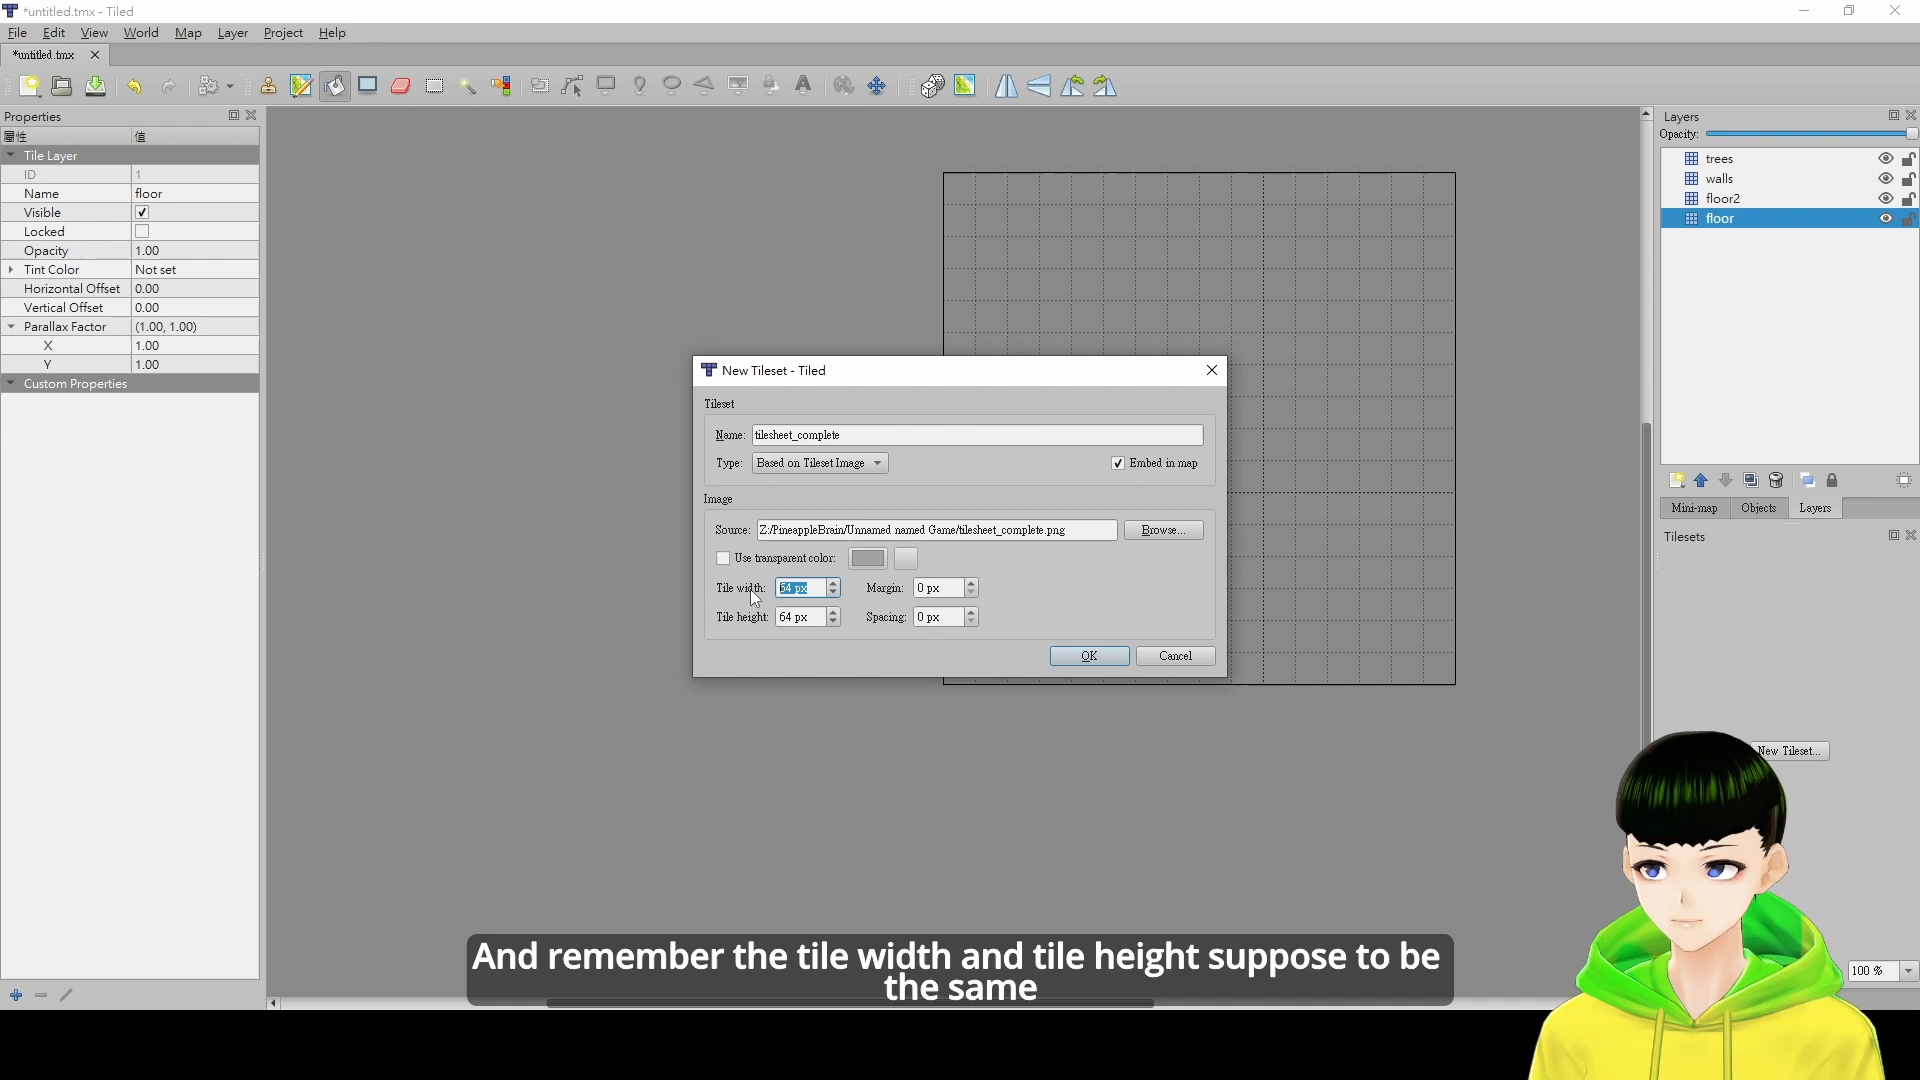 *untitled.tmx - Tiled
File Edit View World Map Layer Project Help
*untitled.tmx
Properties
屬性 值
Tile Layer
ID 1
Name floor
Visible
Locked
Opacity 1.00
Tint Color Not set
Horizontal Offset 0.00
Vertical Offset 0.00
Parallax Factor (1.00, 1.00)
X 1.00
Y 1.00
Custom Properties
New Tileset - Tiled
Tileset
Name: tilesheet_complete
Type: Based on Tileset Image Embed in map
Image
Source: Z:/PineappleBrain/Unnamed named Game/tilesheet_complete.png Browse...
Use transparent color:
Tile width: 64 px Margin: 0 px
Tile height: 64 px Spacing: 0 px
OK Cancel
Layers
Opacity:
trees
walls
floor2
floor
Mini-map Objects Layers
Tilesets
New Tileset...
100 %
And remember the tile width and tile height suppose to be
the same